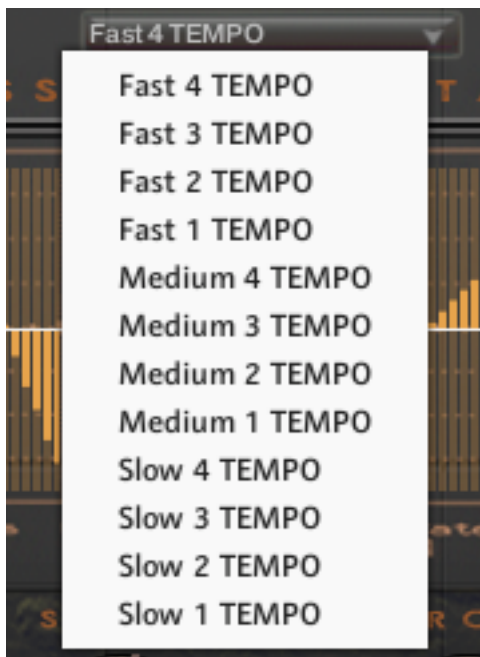 Fast 4 TEMPO
Fast 4 TEMPO
Fast 3 TEMPO
Fast 2 TEMPO
Fast 1 TEMPO
Medium 4 TEMPO
Medium 3 TEMPO
Medium 2 TEMPO
Medium 1 TEMPO
Slow 4 TEMPO
Slow 3 TEMPO
Slow 2 TEMPO
Slow 1 TEMPO